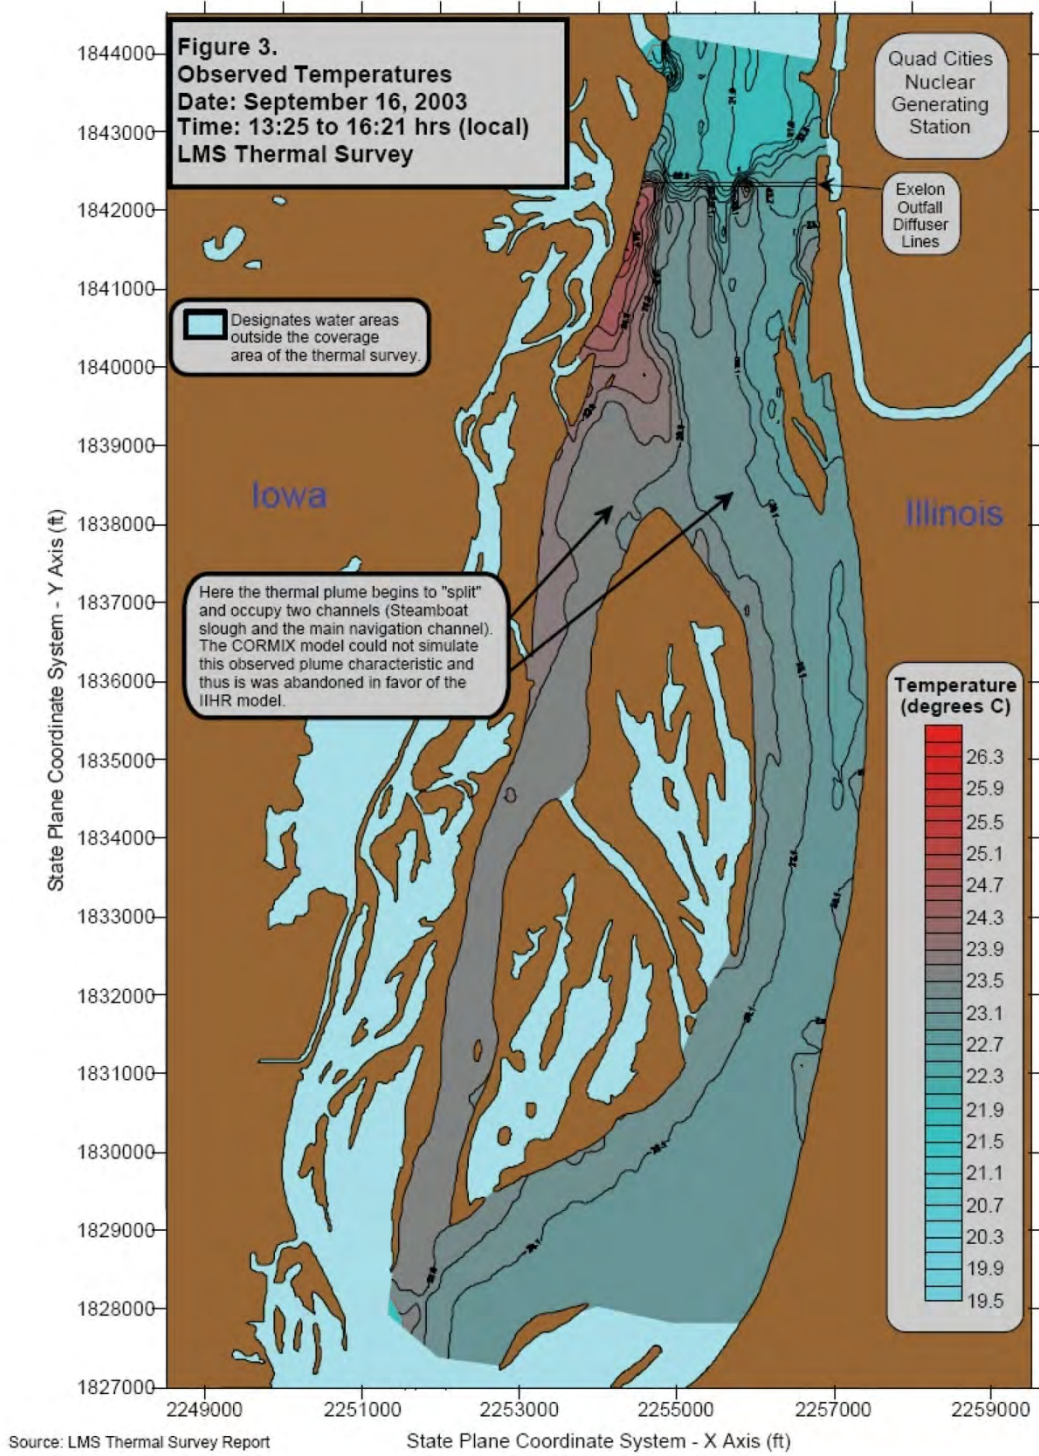 Figure 3.
Observed Temperatures
Date: September 16, 2003
Time: 13:25 to 16:21 hrs (local)
LMS Thermal Survey
Quad Cities
Nuclear
Generating
Station
Exelon
Outfall
Diffuser
Lines
Designates water areas
outside the coverage
area of the thermal survey.
Iowa
Illinois
Here the thermal plume begins to "split"
and occupy two channels (Steamboat
slough and the main navigation channel).
The CORMIX model could not simulate
this observed plume characteristic and
thus is was abandoned in favor of the
IIHR model.
Temperature
(degrees C)
26.3
25.9
25.5
25.1
24.7
24.3
23.9
23.5
23.1
22.7
22.3
21.9
21.5
21.1
20.7
20.3
19.9
19.5
State Plane Coordinate System - Y Axis (ft)
1844000
1843000
1842000
1841000
1840000
1839000
1838000
1837000
1836000
1835000
1834000
1833000
1832000
1831000
1830000
1829000
1828000
1827000
2249000
2251000
2253000
2255000
2257000
2259000
State Plane Coordinate System - X Axis (ft)
Source: LMS Thermal Survey Report